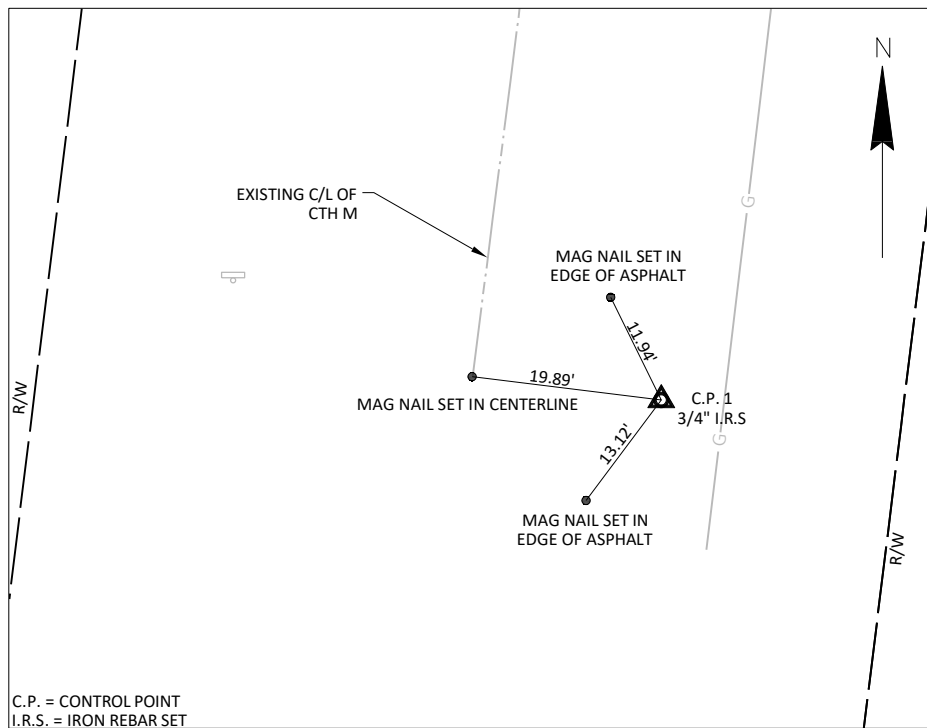 N
EXISTING C/L OF
CTH M
G
MAG NAIL SET IN
EDGE OF ASPHALT
11.94'
19.89'
MAG NAIL SET IN CENTERLINE
C.P. 1
3/4" I.R.S
R/W
G
13.12'
MAG NAIL SET IN
EDGE OF ASPHALT
R/W
C.P. = CONTROL POINT
I.R.S. = IRON REBAR SET